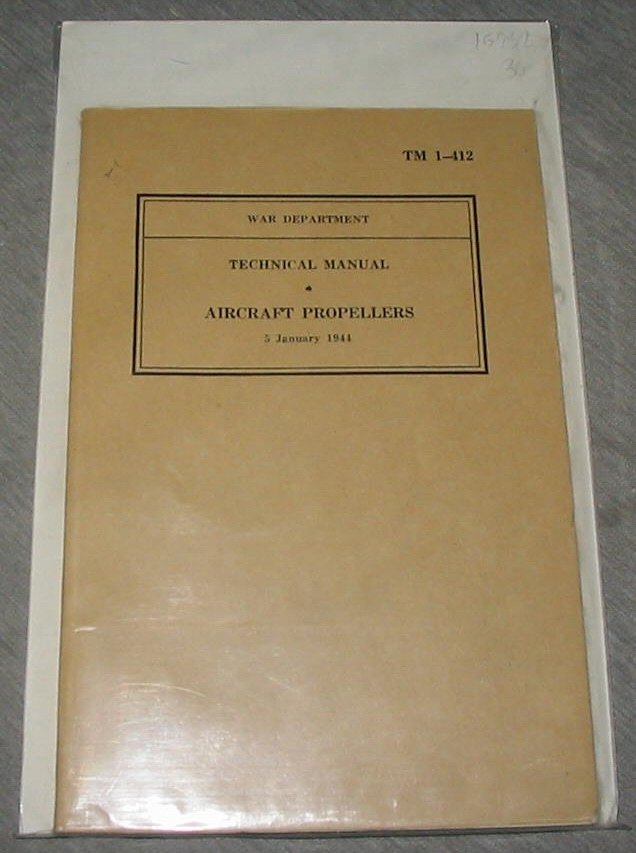 TM 1–412
WAR DEPARTMENT
TECHNICAL MANUAL
AIRCRAFT PROPELLERS
5 January 1944